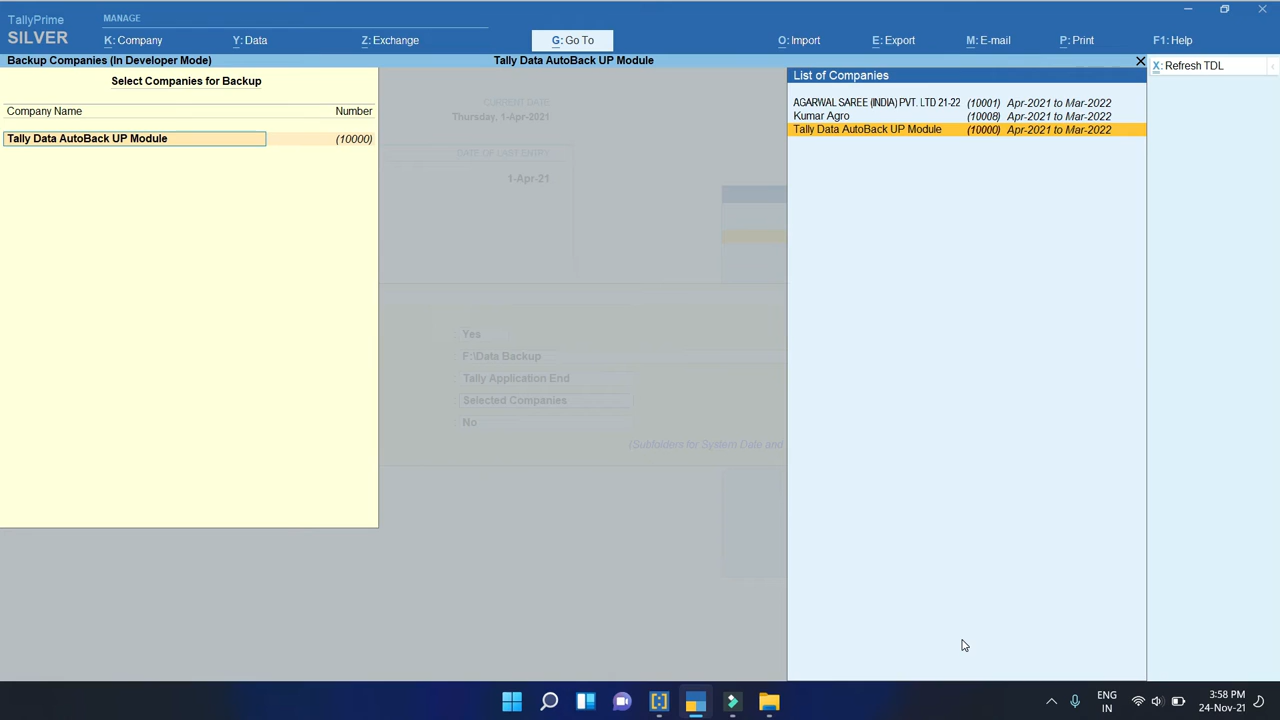 TallyPrime
MANAGE
SILVER
K: Company
Y: Data
Z: Exchange
G: Go To
O: Import
E: Export
M: E-mail
P: Print
F1: Help
Backup Companies (In Developer Mode)
Tally Data AutoBack UP Module
X: Refresh TDL
Select Companies for Backup
Company Name Number
Tally Data AutoBack UP Module (10000)
CURRENT DATE
Thursday, 1-Apr-2021
DATE OF LAST ENTRY
1-Apr-21
: Yes
: F:\Data Backup
: Tally Application End
: Selected Companies
: No
(Subfolders for System Date and
List of Companies
AGARWAL SAREE (INDIA) PVT. LTD 21-22 (10001) Apr-2021 to Mar-2022
Kumar Agro (10008) Apr-2021 to Mar-2022
Tally Data AutoBack UP Module (10000) Apr-2021 to Mar-2022
ENG
IN
3:58 PM
24-Nov-21